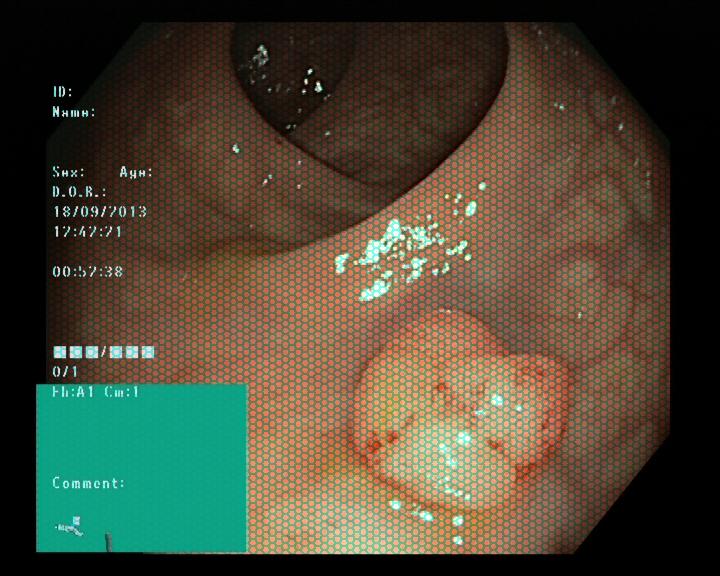 ID:
Name:
Sex: Age:
D.O.R.:
18/09/2013
12:42:21
00:52:38
0/1
Eh:A1 Cm:1
Comment: